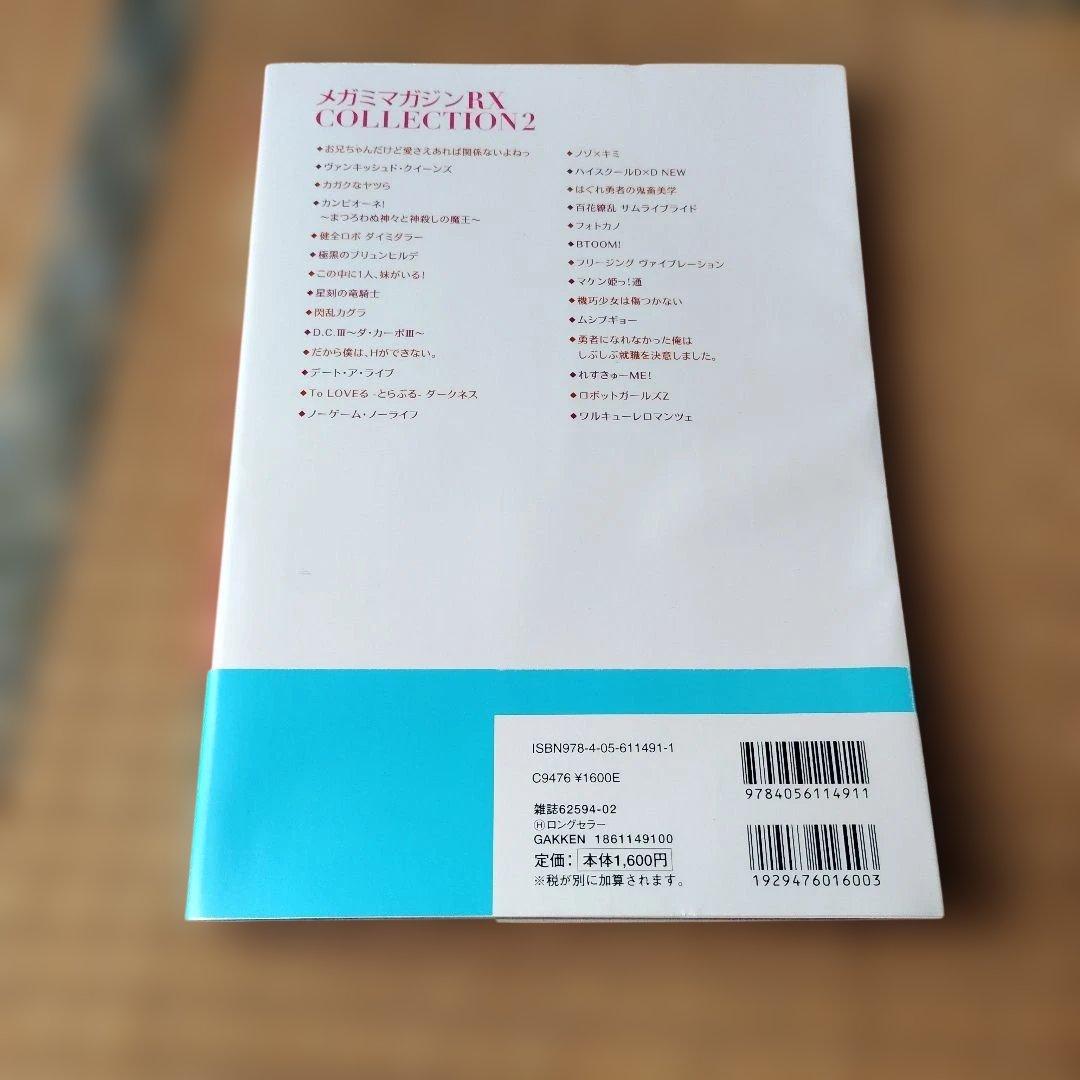 メガミマガジンRX
COLLECTION2
◆お兄ちゃんだけど愛さえあれば関係ないよねっ
◆ヴァンキッシュド・クイーンズ
◆カガクなヤツら
◆カンピオーネ!
～まつろわぬ神々と神殺しの魔王～
◆健全ロボ ダイミダラー
◆極黒のブリュンヒルデ
◆この中に1人、妹がいる!
◆星刻の竜騎士
◆閃乱カグラ
◆D.C.Ⅲ～ダ・カーポⅢ～
◆だから僕は、Hができない。
◆デート・ア・ライブ
◆To LOVEる -とらぶる- ダークネス
◆ノーゲーム・ノーライフ
◆ノゾ×キミ
◆ハイスクールD×D NEW
◆はぐれ勇者の鬼畜美学
◆百花繚乱 サムライブライド
◆フォトカノ
◆BTOOM!
◆フリージング ヴァイブレーション
◆マケン姫っ!通
◆機巧少女は傷つかない
◆ムシブギョー
◆勇者になれなかった俺は
しぶしぶ就職を決意しました。
◆れすきゅーME!
◆ロボットガールズZ
◆ワルキューレロマンツェ
ISBN978-4-05-611491-1
C9476 ¥1600E
雑誌62594-02
Ⓗロングセラー
GAKKEN 1861149100
定価：本体1,600円
※税が別に加算されます。
9784056114911
1929476016003